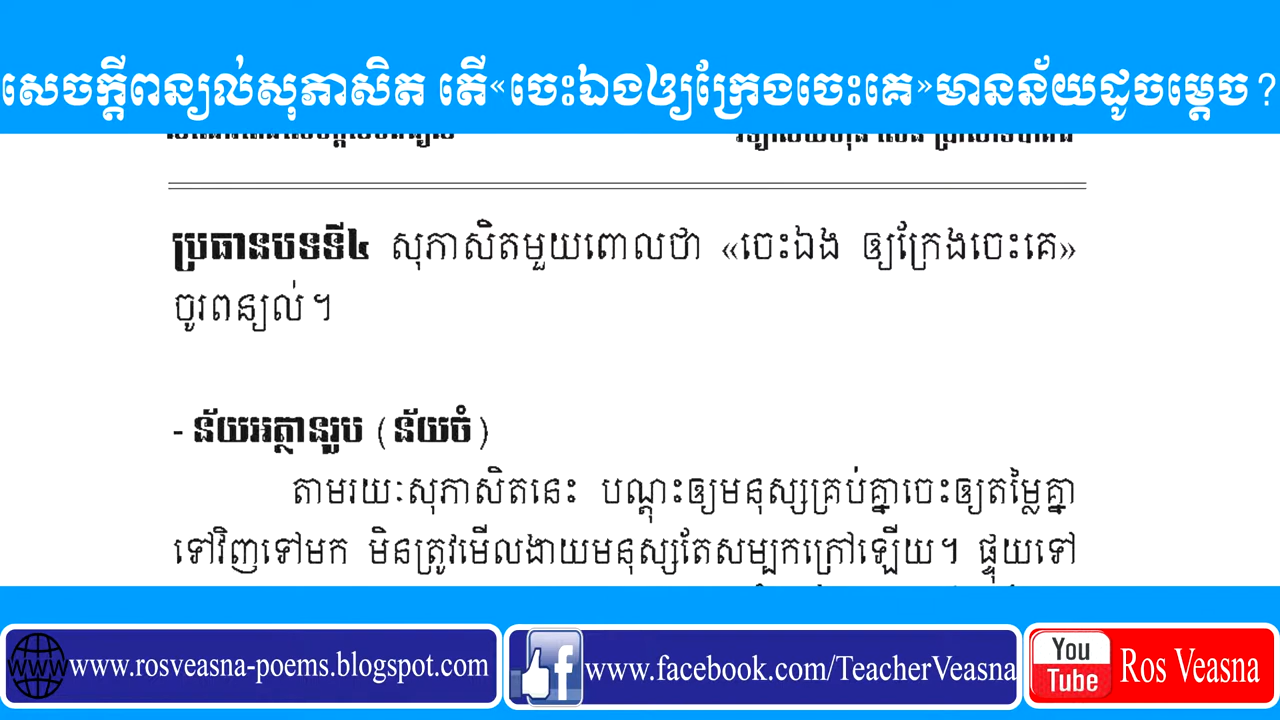 សេចក្ដីពន្យល់សុភាសិត តើ«ចេះឯងឲ្យក្រែងចេះគេ»មានន័យដូចម្ដេច?
ប្រធានបទទី៤ សុភាសិតមួយពោលថា «ចេះឯង ឲ្យក្រែងចេះគេ»
ចូរពន្យល់។
- ន័យអត្ថានុរូប (ន័យចំ)
តាមរយៈសុភាសិតនេះ បណ្ដុះឲ្យមនុស្សគ្រប់គ្នាចេះឲ្យតម្លៃគ្នា
ទៅវិញទៅមក មិនត្រូវមើលងាយមនុស្សតែសម្បកក្រៅឡើយ។ ផ្ទុយទៅ
www.rosveasna-poems.blogspot.com
www.facebook.com/TeacherVeasna
You Tube Ros Veasna